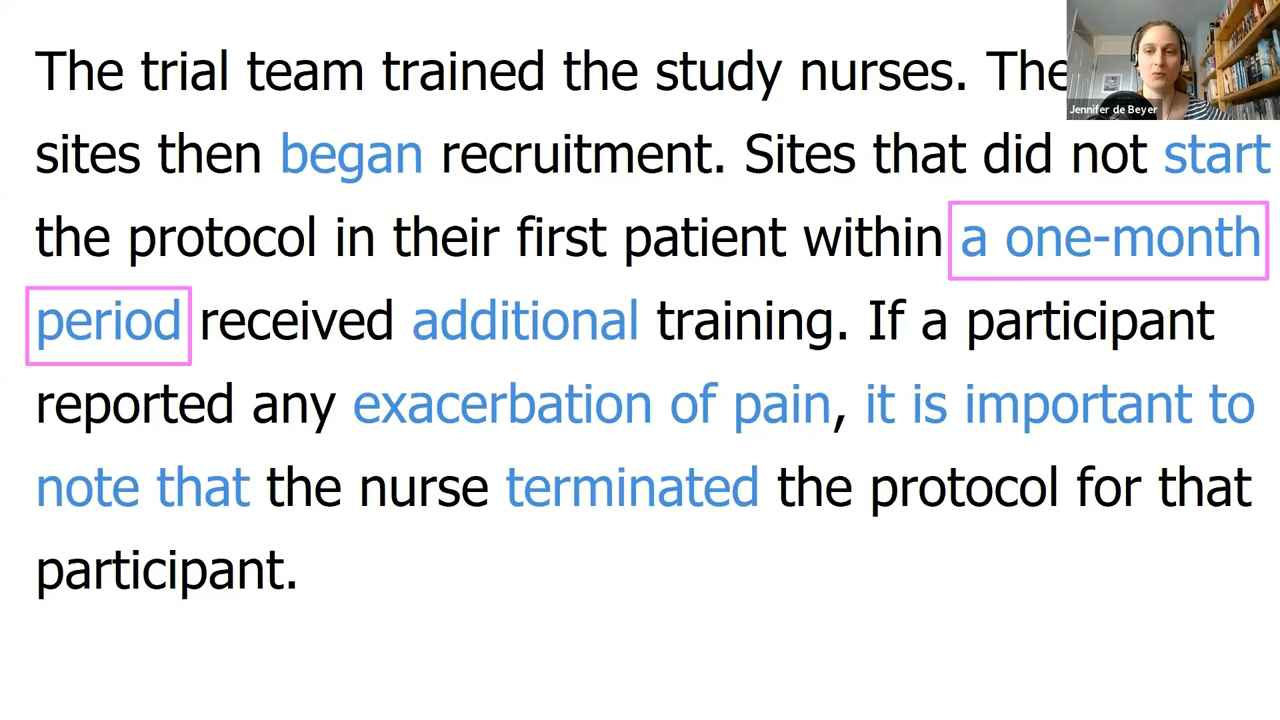 The trial team trained the study nurses. The
Jennifer de Beyer
sites then began recruitment. Sites that did not start
the protocol in their first patient within a one-month
period received additional training. If a participant
reported any exacerbation of pain, it is important to
note that the nurse terminated the protocol for that
participant.